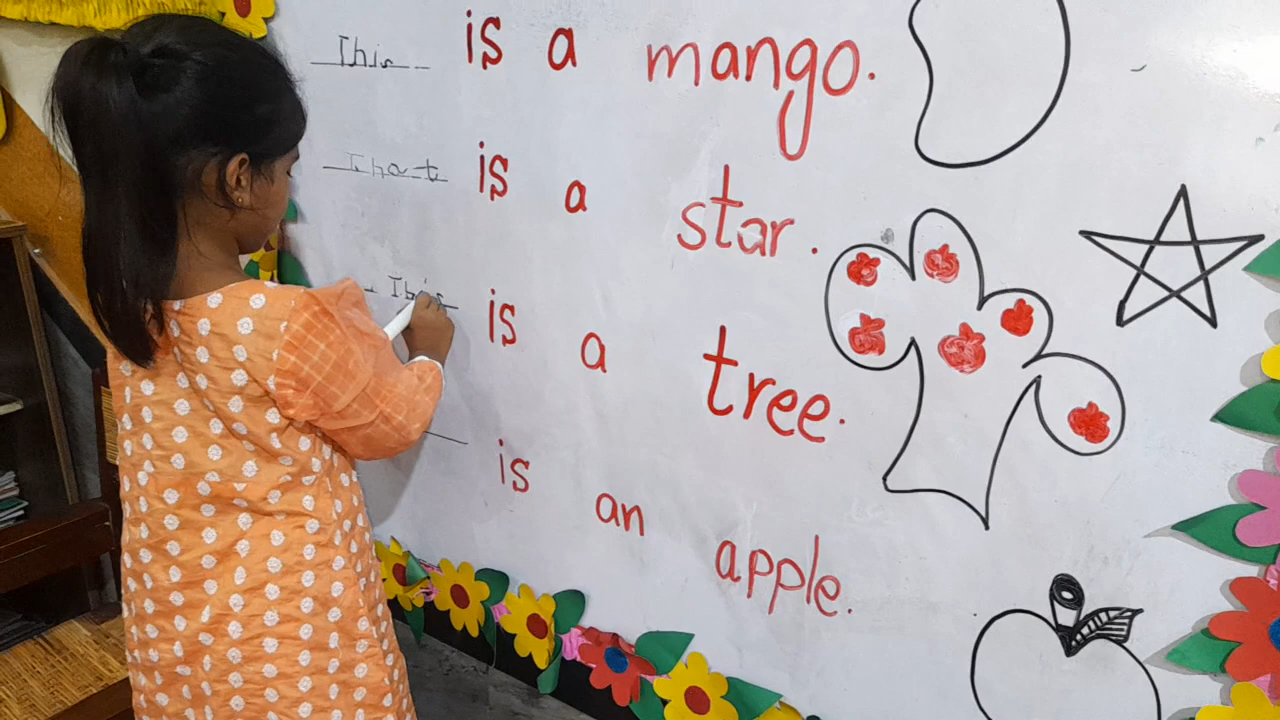 This is a mango.
That is a star.
This is a tree.
is an apple.